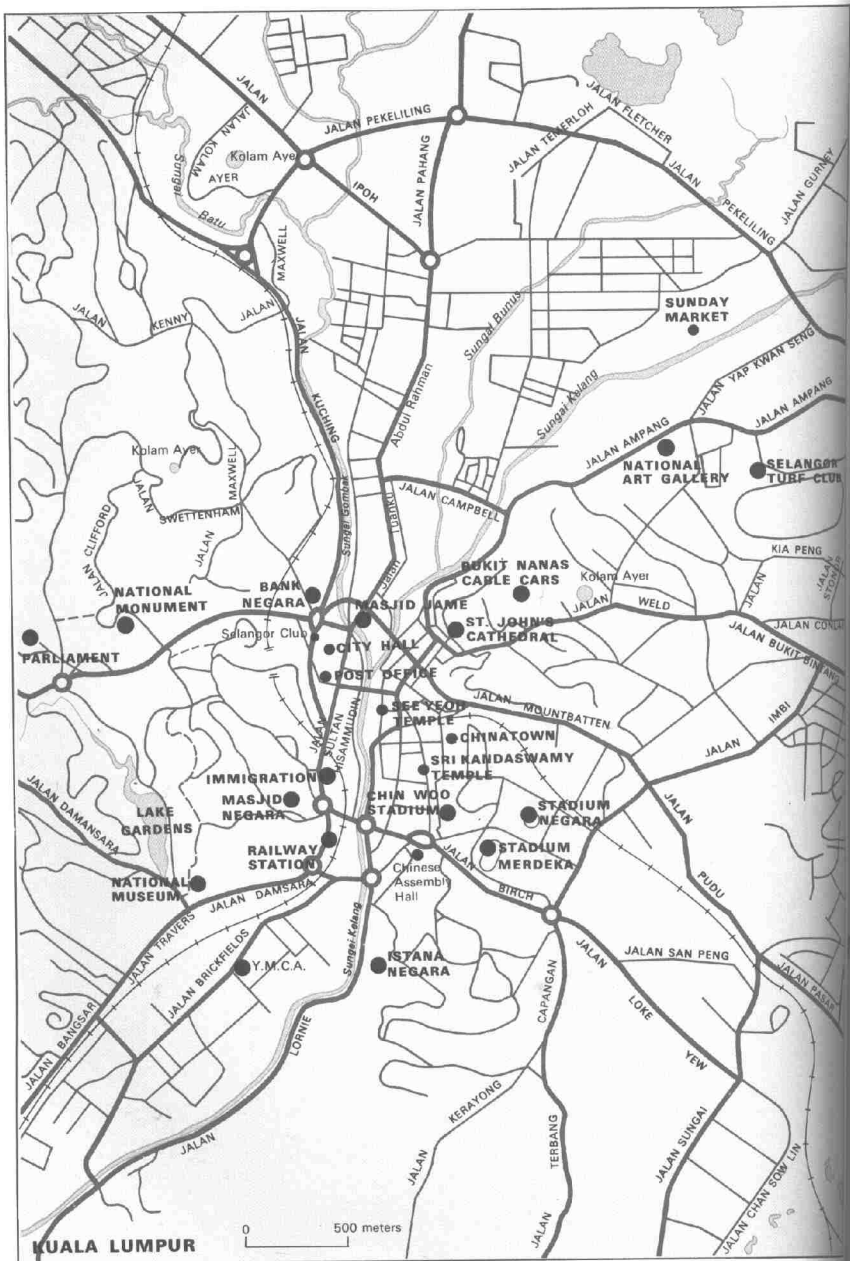 JALAN
JALAN KOLAM
AYER
Kolam Ayer
JALAN PEKELILING
IPOH
JALAN PAHANG
JALAN TEMERLOH
JALAN FLETCHER
JALAN
PEKELILING
JALAN GURNEY
Sungai
Batu
MAXWELL
JALAN
JALAN
KENNY
JALAN
KUCHING
Abdul Rahman
Tuanku
Jalan
Sungai Bunus
Sungai Kelang
SUNDAY
MARKET
JALAN YAP KWAN SENG
JALAN AMPANG
JALAN AMPANG
NATIONAL
ART GALLERY
SELANGOR
TURF CLUB
Kolam Ayer
JALAN CLIFFORD
JALAN
SWETTENHAM
MAXWELL
JALAN
Sungai Gombak
JALAN CAMPBELL
KIA PENG
JALAN
STONOR
BUKIT NANAS
CABLE CARS
Kolam Ayer
JALAN
WELD
JALAN
JALAN
JALAN BUKIT BINTANG
NATIONAL
MONUMENT
BANK
NEGARA
MASJID JAME
Selangor Club
CITY HALL
POST OFFICE
ST. JOHN'S
CATHEDRAL
PARLIAMENT
SEE YEOH
TEMPLE
JALAN MOUNTBATTEN
CHINATOWN
JALAN
IMBI
JALAN
SULTAN
HISAMMUDIN
SRI KANDASWAMY
TEMPLE
IMMIGRATION
MASJID
NEGARA
CHIN WOO
STADIUM
STADIUM
NEGARA
JALAN
PUDU
JALAN DAMANSARA
LAKE
GARDENS
RAILWAY
STATION
Chinese
Assembly
Hall
STADIUM
MERDEKA
JALAN
BIRCH
NATIONAL
MUSEUM
JALAN DAMSARA
JALAN TRAVERS
JALAN BRICKFIELDS
Y.M.C.A.
Sungai Kelang
ISTANA
NEGARA
CAPANGAN
JALAN
LOKE
YEW
JALAN SAN PENG
JALAN PASAR
JALAN BANGSAR
LORNIE
JALAN
KERAYONG
JALAN
TERBANG
JALAN
JALAN SUNGAI
JALAN CHAN SOW LIN
0 500 meters
KUALA LUMPUR